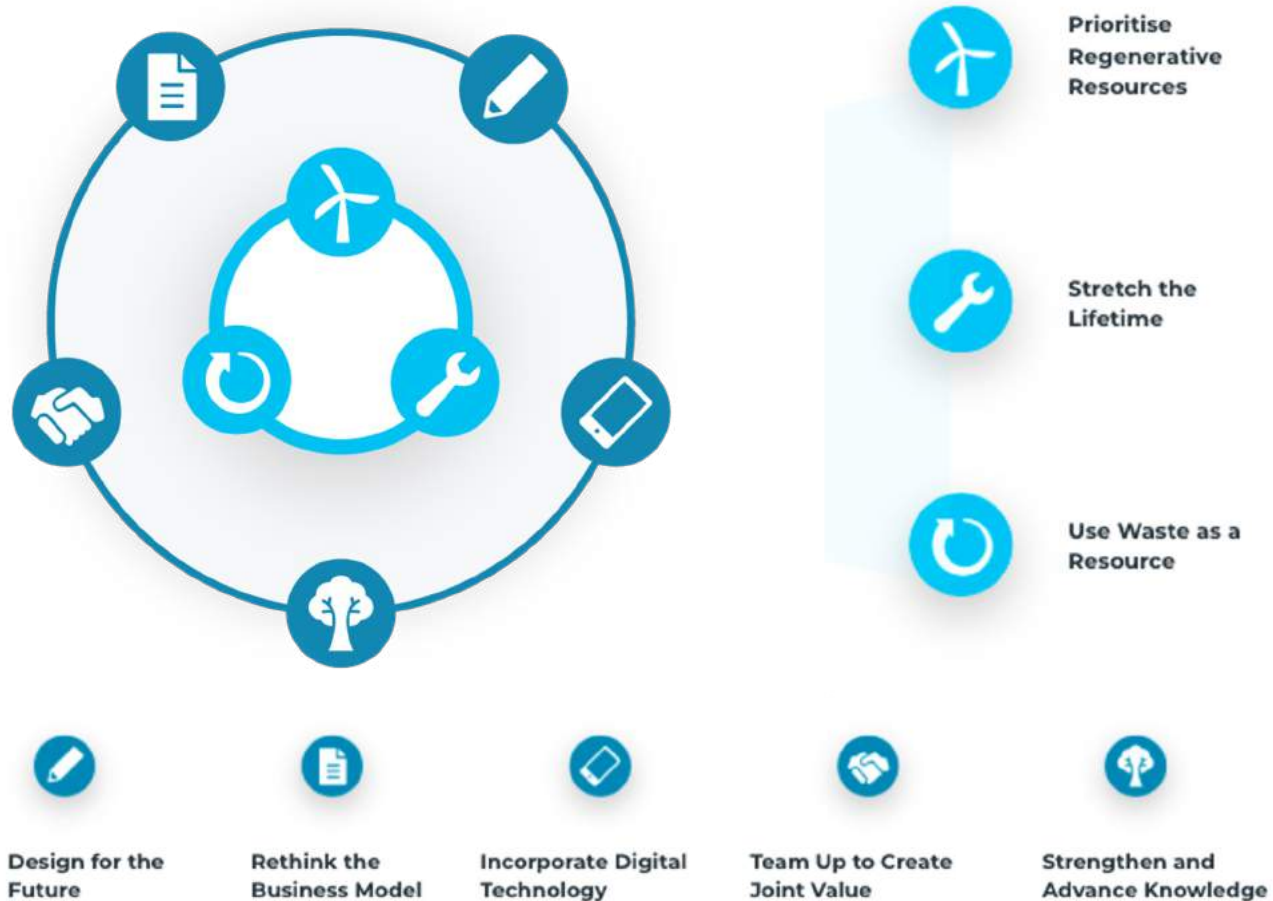 Prioritise
Regenerative
Resources
Stretch the
Lifetime
Use Waste as a
Resource
Design for the
Future
Rethink the
Business Model
Incorporate Digital
Technology
Team Up to Create
Joint Value
Strengthen and
Advance Knowledge